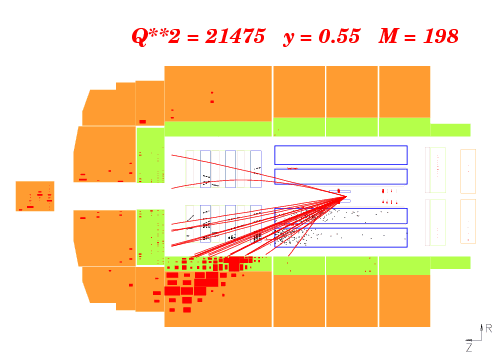 Q**2 = 21475 y = 0.55 M = 198
R
Z